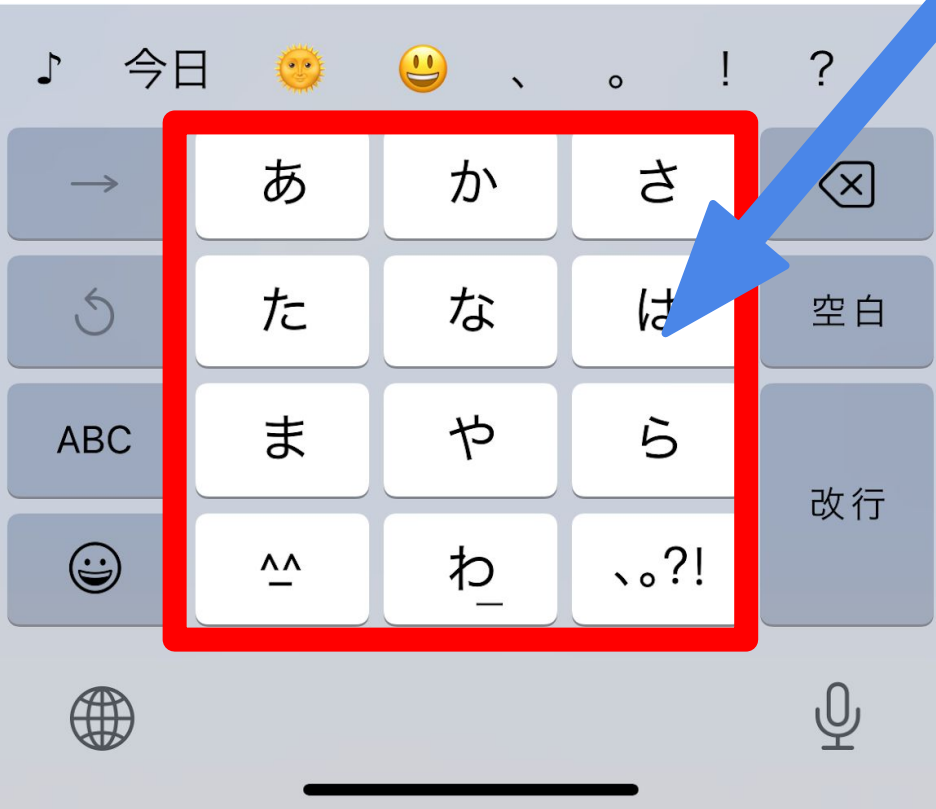 ♪ 今日 🌞 😃 、 。 ! ?
→ あ か さ
た な は 空白
ABC ま や ら
改行
^^ わ_ 、。?!